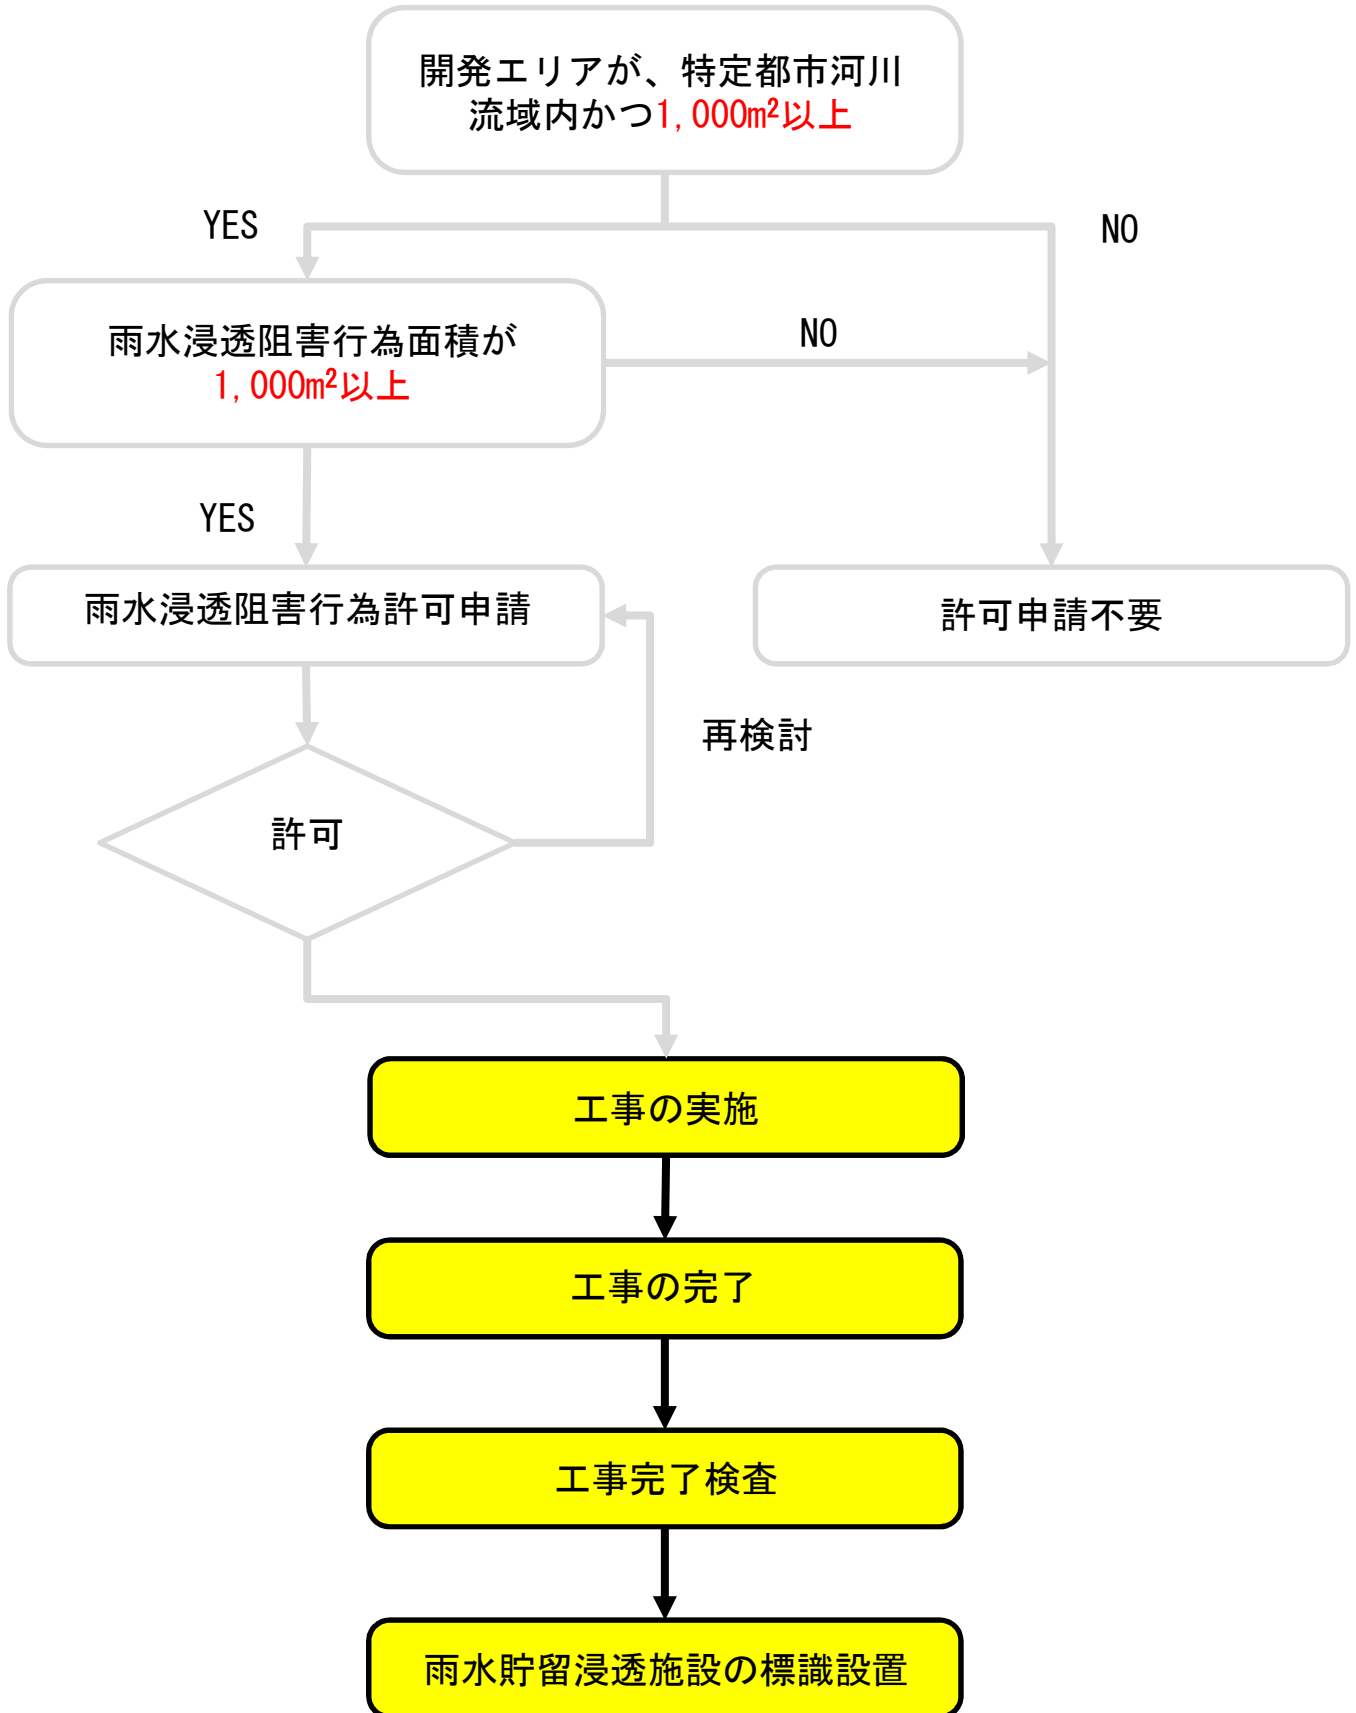 開発エリアが、特定都市河川
流域内かつ1,000m²以上
YES
NO
雨水浸透阻害行為面積が
1,000m²以上
NO
YES
雨水浸透阻害行為許可申請
許可申請不要
再検討
許可
工事の実施
工事の完了
工事完了検査
雨水貯留浸透施設の標識設置